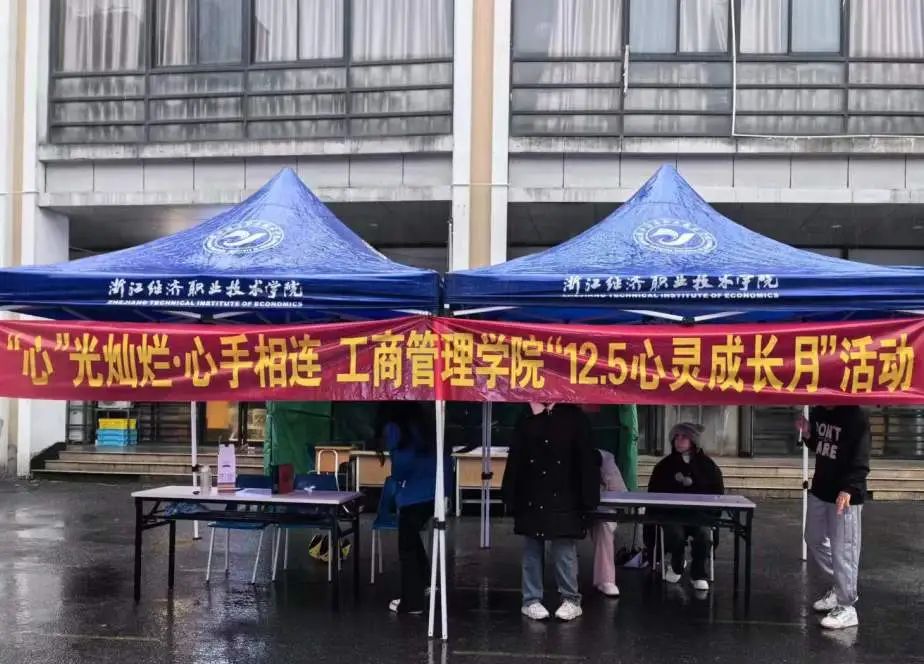 浙江经济职业技术学院
ZHEJIANG TECHNICAL INSTITUTE OF ECONOMICS
浙江经济职业技术学院
ZHEJIANG TECHNICAL INSTITUTE OF ECONOMICS
“心”光灿烂·心手相连 工商管理学院“12.5心灵成长月”活动
DON'T
CARE